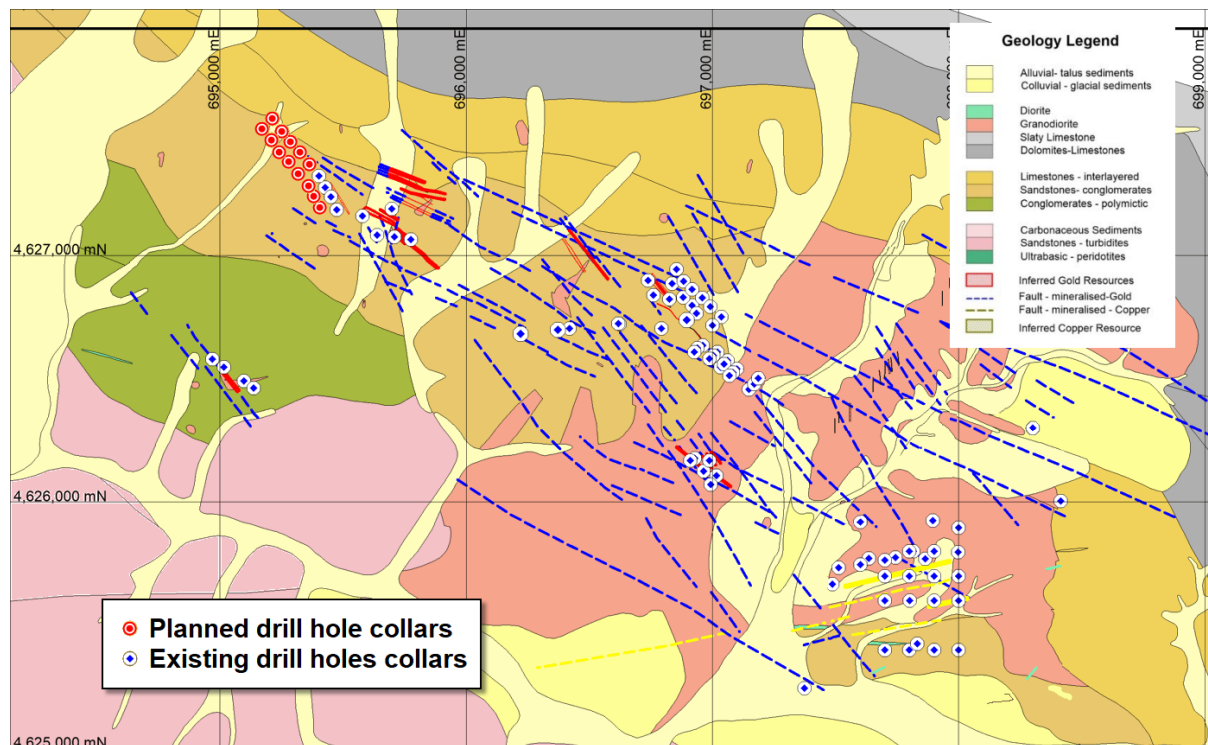 695,000 mE
696,000 mE
697,000 mE
699,000 mE
Geology Legend
Alluvial- talus sediments
Colluvial - glacial sediments
Diorite
Granodiorite
Slaty Limestone
Dolomites-Limestones
Limestones - interlayered
Sandstones- conglomerates
Conglomerates - polymictic
Carbonaceous Sediments
Sandstones - turbidites
Ultrabasic - peridotites
Inferred Gold Resources
Fault - mineralised-Gold
Fault - mineralised - Copper
Inferred Copper Resource
4,627,000 mN
4,626,000 mN
Planned drill hole collars
Existing drill holes collars
4,625,000 mN